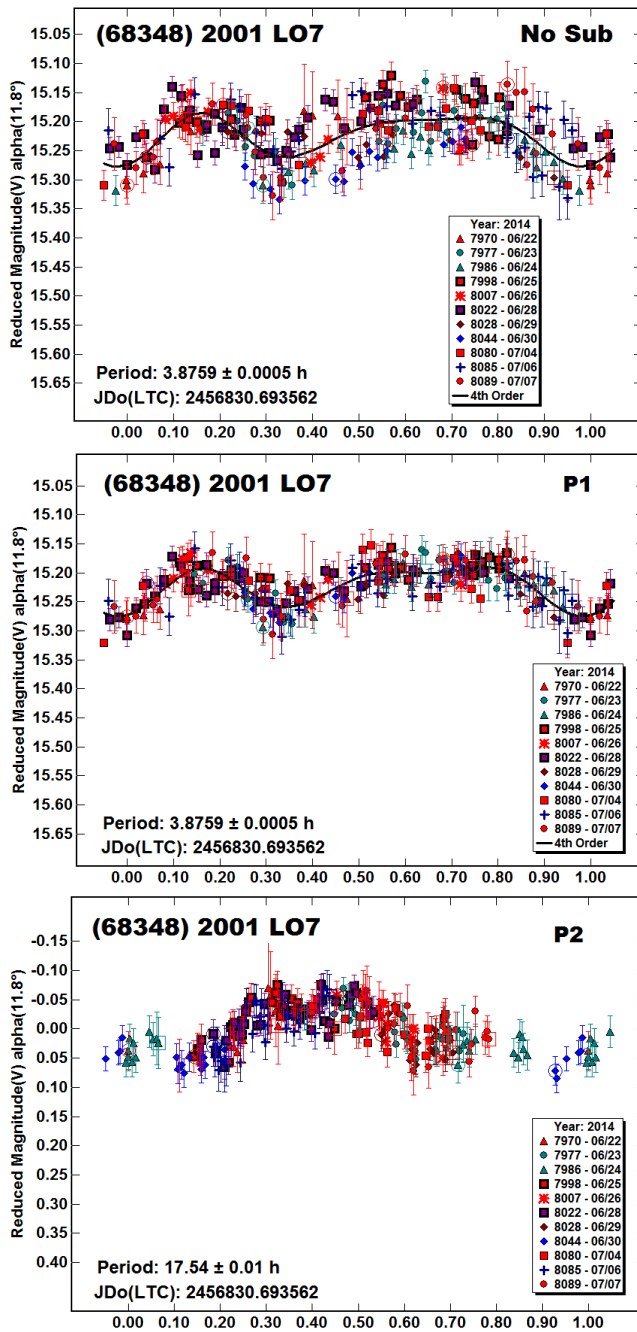 (68348) 2001 LO7
No Sub
15.05
15.10
15.15
15.20
15.25
15.30
15.35
15.40
15.45
15.50
15.55
15.60
15.65
Reduced Magnitude(V) alpha(11.8°)
Year: 2014
7970 - 06/22
7977 - 06/23
7986 - 06/24
7998 - 06/25
8007 - 06/26
8022 - 06/28
8028 - 06/29
8044 - 06/30
8080 - 07/04
8085 - 07/06
8089 - 07/07
4th Order
Period: 3.8759 ± 0.0005 h
JDo(LTC): 2456830.693562
0.00 0.10 0.20 0.30 0.40 0.50 0.60 0.70 0.80 0.90 1.00
(68348) 2001 LO7
P1
15.05
15.10
15.15
15.20
15.25
15.30
15.35
15.40
15.45
15.50
15.55
15.60
15.65
Reduced Magnitude(V) alpha(11.8°)
Year: 2014
7970 - 06/22
7977 - 06/23
7986 - 06/24
7998 - 06/25
8007 - 06/26
8022 - 06/28
8028 - 06/29
8044 - 06/30
8080 - 07/04
8085 - 07/06
8089 - 07/07
4th Order
Period: 3.8759 ± 0.0005 h
JDo(LTC): 2456830.693562
0.00 0.10 0.20 0.30 0.40 0.50 0.60 0.70 0.80 0.90 1.00
(68348) 2001 LO7
P2
-0.15
-0.10
-0.05
0.00
0.05
0.10
0.15
0.20
0.25
0.30
0.35
0.40
Reduced Magnitude(V) alpha(11.8°)
Year: 2014
7970 - 06/22
7977 - 06/23
7986 - 06/24
7998 - 06/25
8007 - 06/26
8022 - 06/28
8028 - 06/29
8044 - 06/30
8080 - 07/04
8085 - 07/06
8089 - 07/07
Period: 17.54 ± 0.01 h
JDo(LTC): 2456830.693562
0.00 0.10 0.20 0.30 0.40 0.50 0.60 0.70 0.80 0.90 1.00